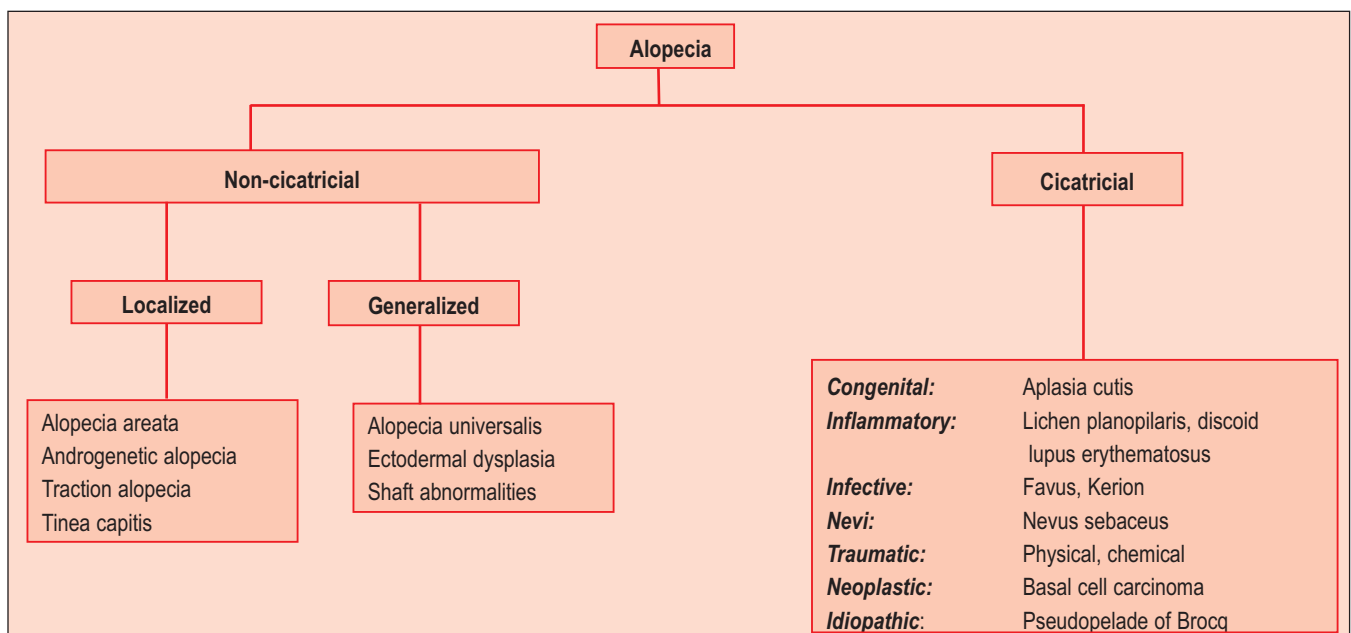 Alopecia
Non-cicatricial
Cicatricial
Localized
Generalized
Alopecia areata
Androgenetic alopecia
Traction alopecia
Tinea capitis
Alopecia universalis
Ectodermal dysplasia
Shaft abnormalities
Congenital: Aplasia cutis
Inflammatory: Lichen planopilaris, discoid
lupus erythematosus
Infective: Favus, Kerion
Nevi: Nevus sebaceus
Traumatic: Physical, chemical
Neoplastic: Basal cell carcinoma
Idiopathic: Pseudopelade of Brocq